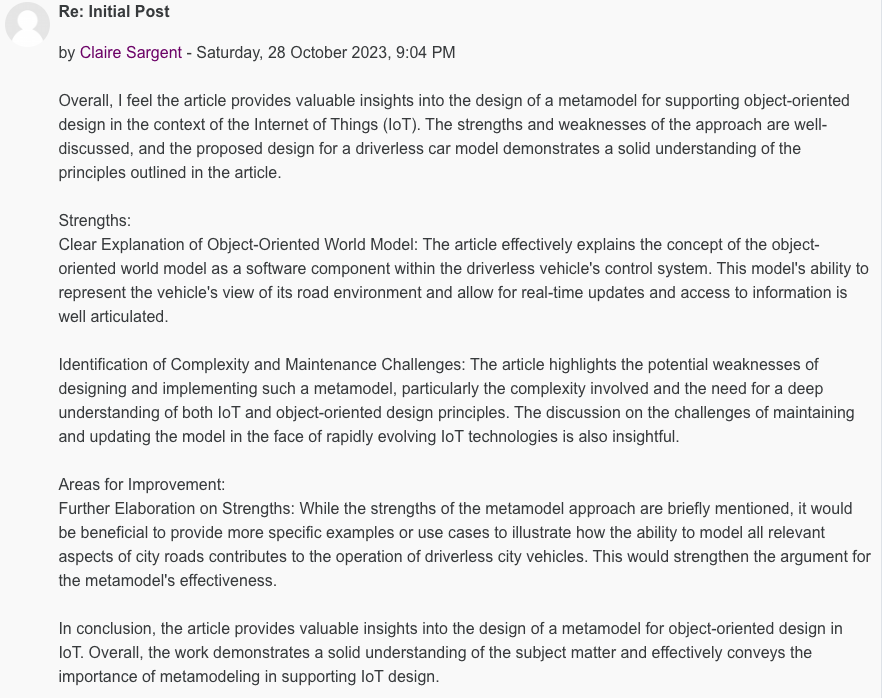 Re: Initial Post
by Claire Sargent - Saturday, 28 October 2023, 9:04 PM
Overall, I feel the article provides valuable insights into the design of a metamodel for supporting object-oriented
design in the context of the Internet of Things (IoT). The strengths and weaknesses of the approach are well-
discussed, and the proposed design for a driverless car model demonstrates a solid understanding of the
principles outlined in the article.
Strengths:
Clear Explanation of Object-Oriented World Model: The article effectively explains the concept of the object-
oriented world model as a software component within the driverless vehicle's control system. This model's ability to
represent the vehicle's view of its road environment and allow for real-time updates and access to information is
well articulated.
Identification of Complexity and Maintenance Challenges: The article highlights the potential weaknesses of
designing and implementing such a metamodel, particularly the complexity involved and the need for a deep
understanding of both IoT and object-oriented design principles. The discussion on the challenges of maintaining
and updating the model in the face of rapidly evolving IoT technologies is also insightful.
Areas for Improvement:
Further Elaboration on Strengths: While the strengths of the metamodel approach are briefly mentioned, it would
be beneficial to provide more specific examples or use cases to illustrate how the ability to model all relevant
aspects of city roads contributes to the operation of driverless city vehicles. This would strengthen the argument for
the metamodel's effectiveness.
In conclusion, the article provides valuable insights into the design of a metamodel for object-oriented design in
IoT. Overall, the work demonstrates a solid understanding of the subject matter and effectively conveys the
importance of metamodeling in supporting IoT design.